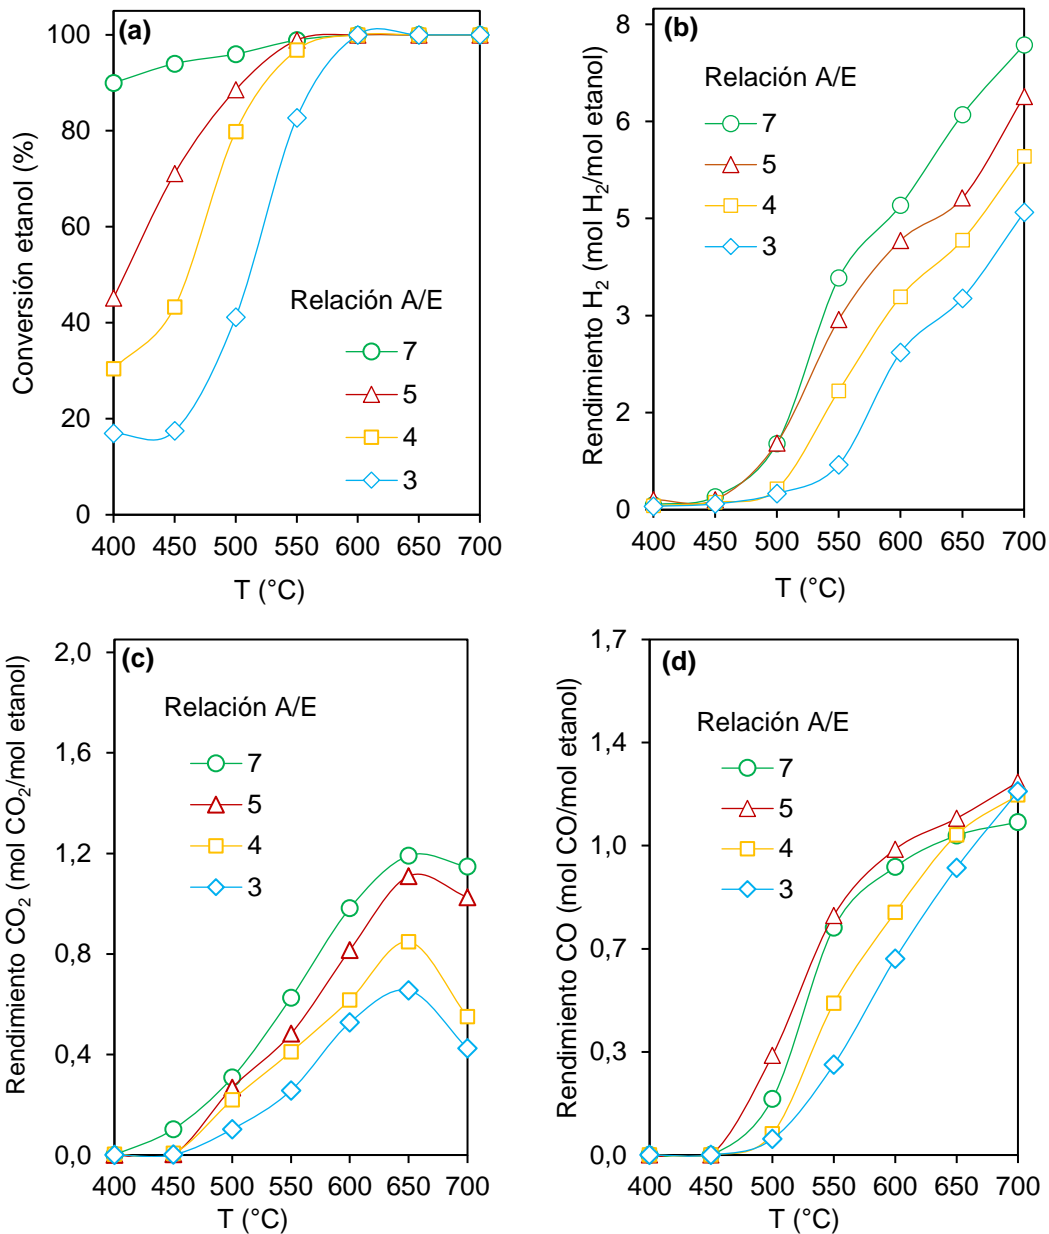 (a)
Conversión etanol (%)
100
80
60
40
20
0
Relación A/E
7
5
4
3
400 450 500 550 600 650 700
T (°C)
(b)
Rendimiento H₂ (mol H₂/mol etanol)
8
6
5
3
2
0
Relación A/E
7
5
4
3
400 450 500 550 600 650 700
T (°C)
(c)
Rendimiento CO₂ (mol CO₂/mol etanol)
2,0
1,6
1,2
0,8
0,4
0,0
Relación A/E
7
5
4
3
400 450 500 550 600 650 700
T (°C)
(d)
Rendimiento CO (mol CO/mol etanol)
1,7
1,4
1,0
0,7
0,3
0,0
Relación A/E
7
5
4
3
400 450 500 550 600 650 700
T (°C)